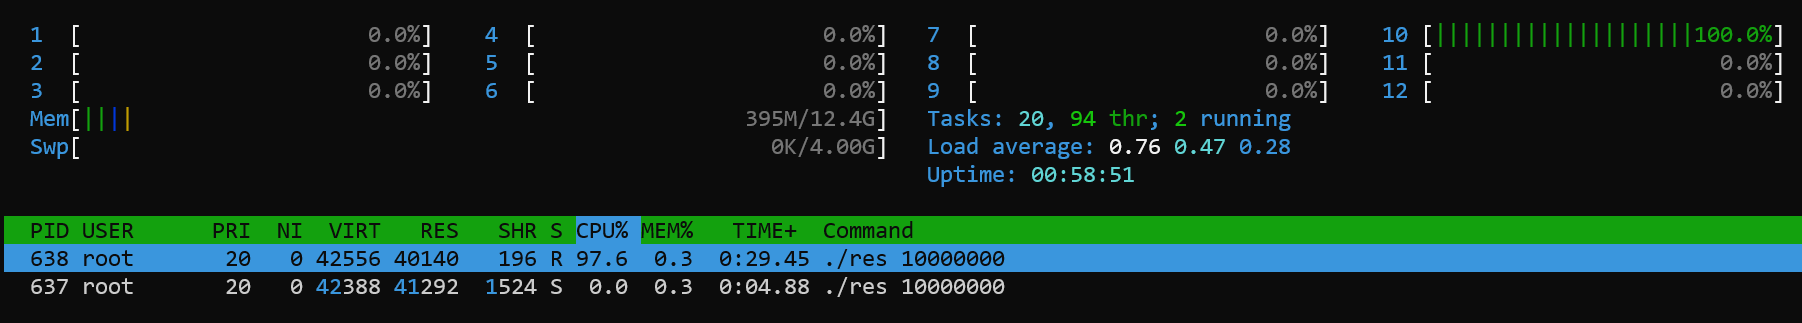 1 [ 0.0%] 4 [ 0.0%] 7 [ 0.0%] 10 [||||||||||||||||||||100.0%]
2 [ 0.0%] 5 [ 0.0%] 8 [ 0.0%] 11 [ 0.0%]
3 [ 0.0%] 6 [ 0.0%] 9 [ 0.0%] 12 [ 0.0%]
Mem[|||| 395M/12.4G] Tasks: 20, 94 thr; 2 running
Swp[ 0K/4.00G] Load average: 0.76 0.47 0.28
Uptime: 00:58:51
PID USER PRI NI VIRT RES SHR S CPU% MEM% TIME+ Command
638 root 20 0 42556 40140 196 R 97.6 0.3 0:29.45 ./res 10000000
637 root 20 0 42388 41292 1524 S 0.0 0.3 0:04.88 ./res 10000000